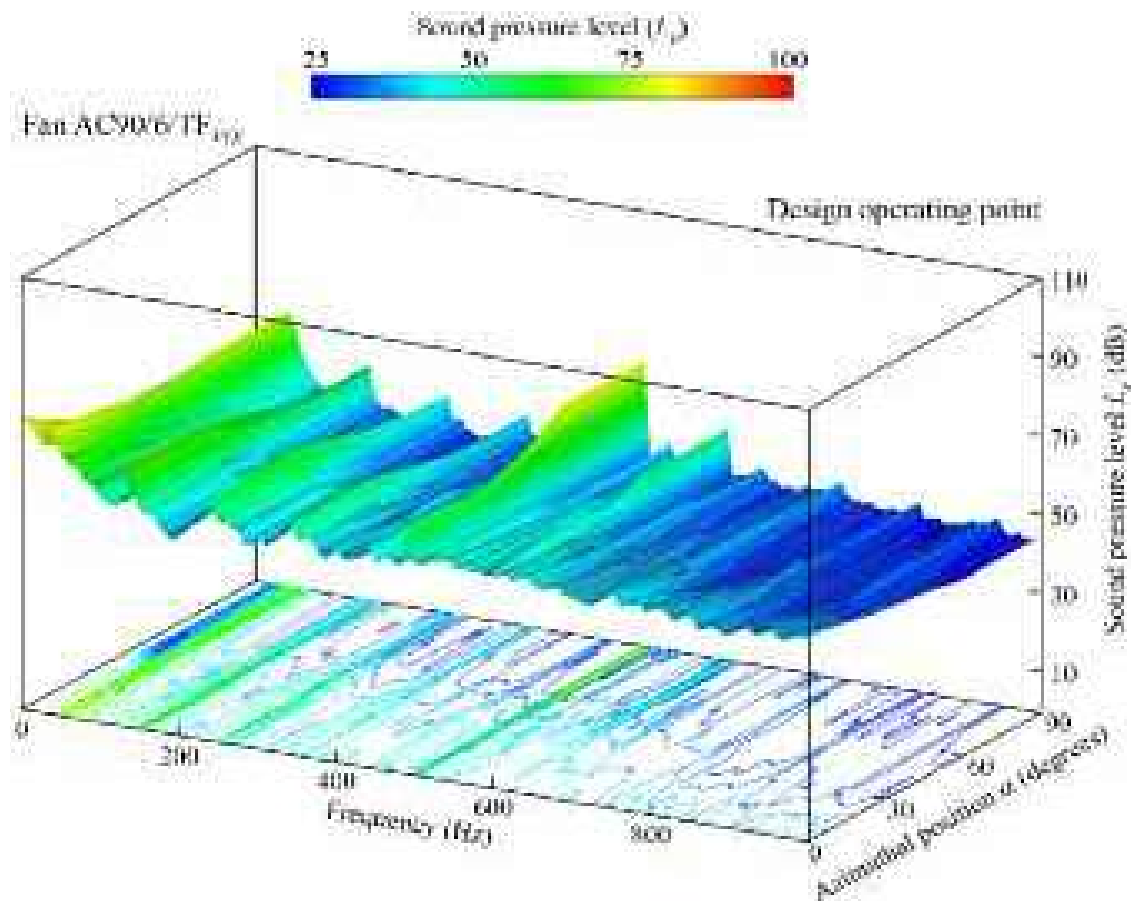 Sound pressure level (L
25 50 75 100
Fan AC90/6/TF
Design operating point
110
90
70
50
30
10
Sound pressure level L (dB)
0
200
400
600
800
Frequency (Hz)
0
30
60
90
Azimuthal position α (degrees)